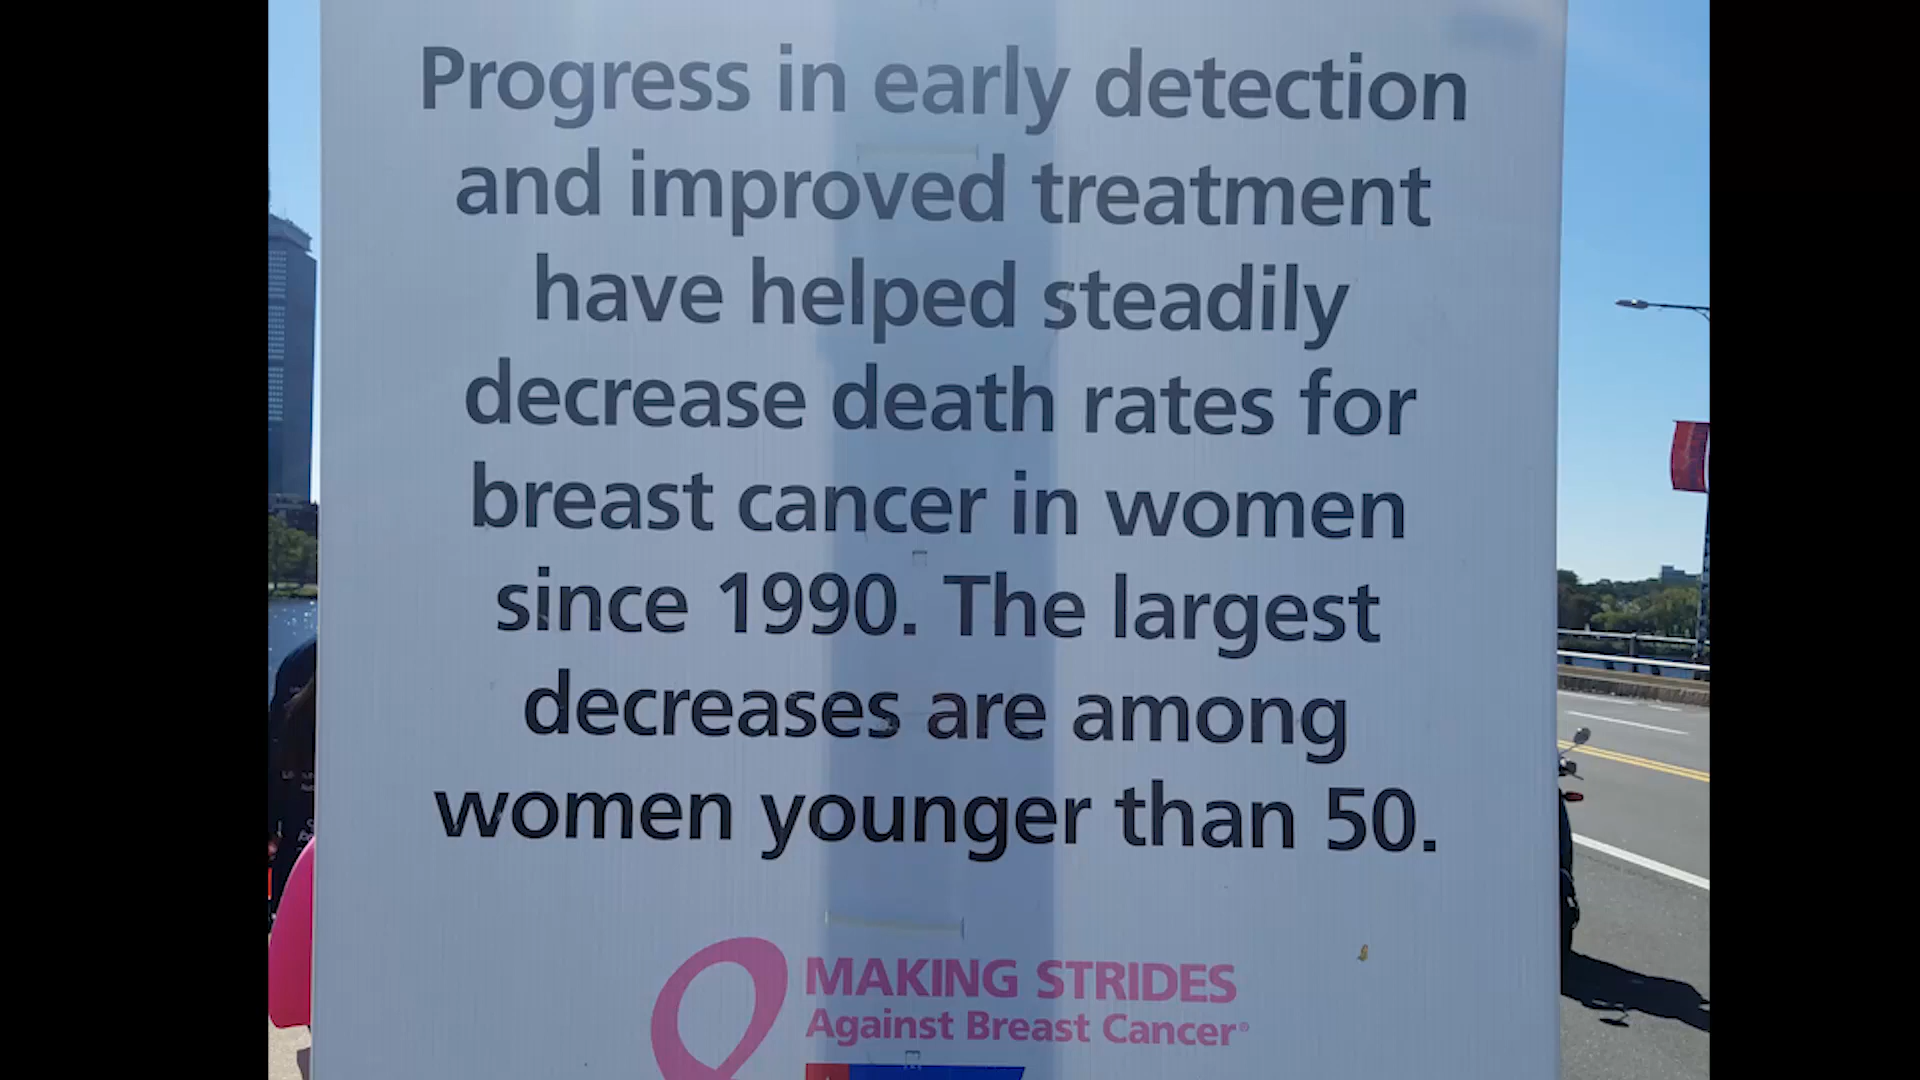 Progress in early detection
and improved treatment
have helped steadily
decrease death rates for
breast cancer in women
since 1990. The largest
decreases are among
women younger than 50.
MAKING STRIDES
Against Breast Cancer®